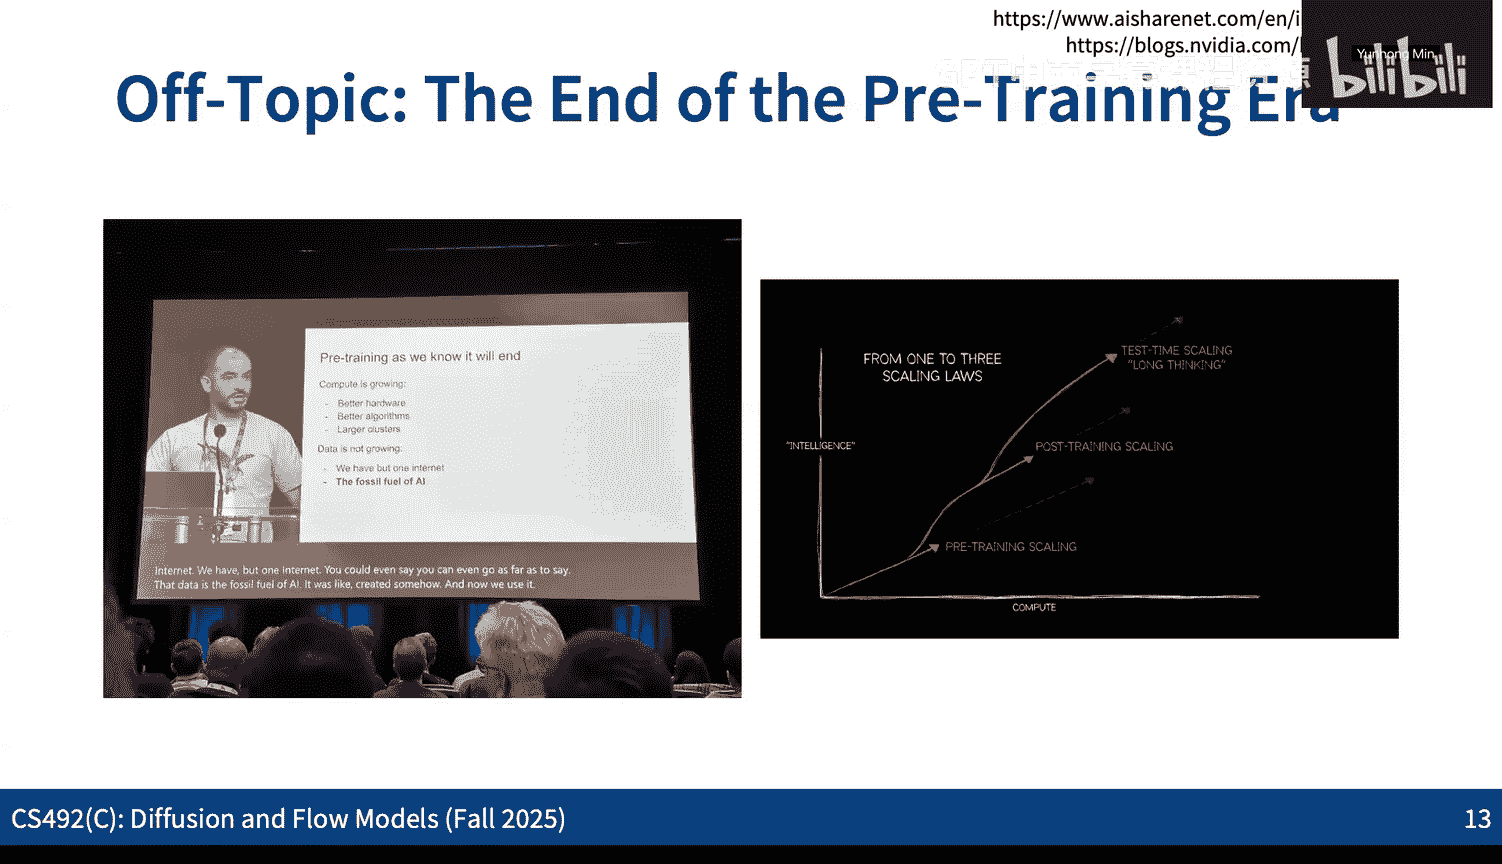 https://www.aisharenet.com/en/i
https://blogs.nvidia.com/
Yunhong Min
bilibili
Off-Topic: The End of the Pre-Training Era
Pre-training as we know it will end
Compute is growing:
- Better hardware
- Better algorithms
- Larger clusters
Data is not growing:
- We have but one internet
- The fossil fuel of AI
Internet. We have, but one Internet. You could even say you can even go as far as to say.
That data is the fossil fuel of AI. It was like, created somehow. And now we use it.
FROM ONE TO THREE
SCALING LAWS
TEST-TIME SCALING
"LONG THINKING"
"INTELLIGENCE"
POST-TRAINING SCALING
PRE-TRAINING SCALING
COMPUTE
CS492(C): Diffusion and Flow Models (Fall 2025)
13